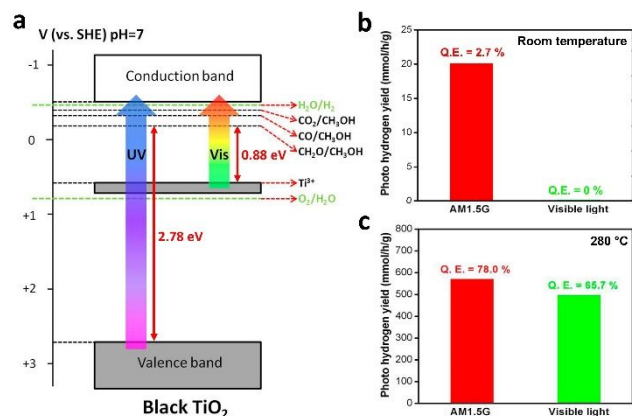 a
V (vs. SHE) pH=7
-1
0
+1
+2
+3
Conduction band
H₂O/H₂
CO₂/CH₃OH
CO/CH₃OH
CH₂O/CH₃OH
UV
Vis
0.88 eV
Ti³⁺
O₂/H₂O
2.78 eV
Valence band
Black TiO₂
b
Photo hydrogen yield (mmol/h/g)
25
20
15
10
5
0
Room temperature
Q.E. = 2.7 %
Q.E. = 0 %
AM1.5G Visible light
c
Photo hydrogen yield (mmol/h/g)
800
700
600
500
400
300
200
100
0
280 °C
Q. E. = 78.0 %
Q. E. = 65.7 %
AM1.5G Visible light